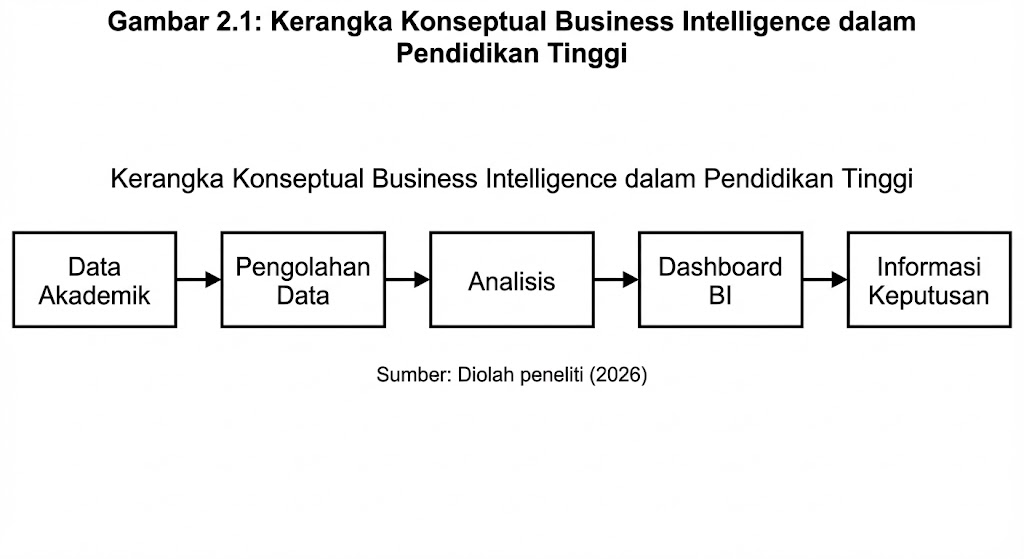 Gambar 2.1: Kerangka Konseptual Business Intelligence dalam
Pendidikan Tinggi
Kerangka Konseptual Business Intelligence dalam Pendidikan Tinggi
Data
Akademik
Pengolahan
Data
Analisis
Dashboard
BI
Informasi
Keputusan
Sumber: Diolah peneliti (2026)